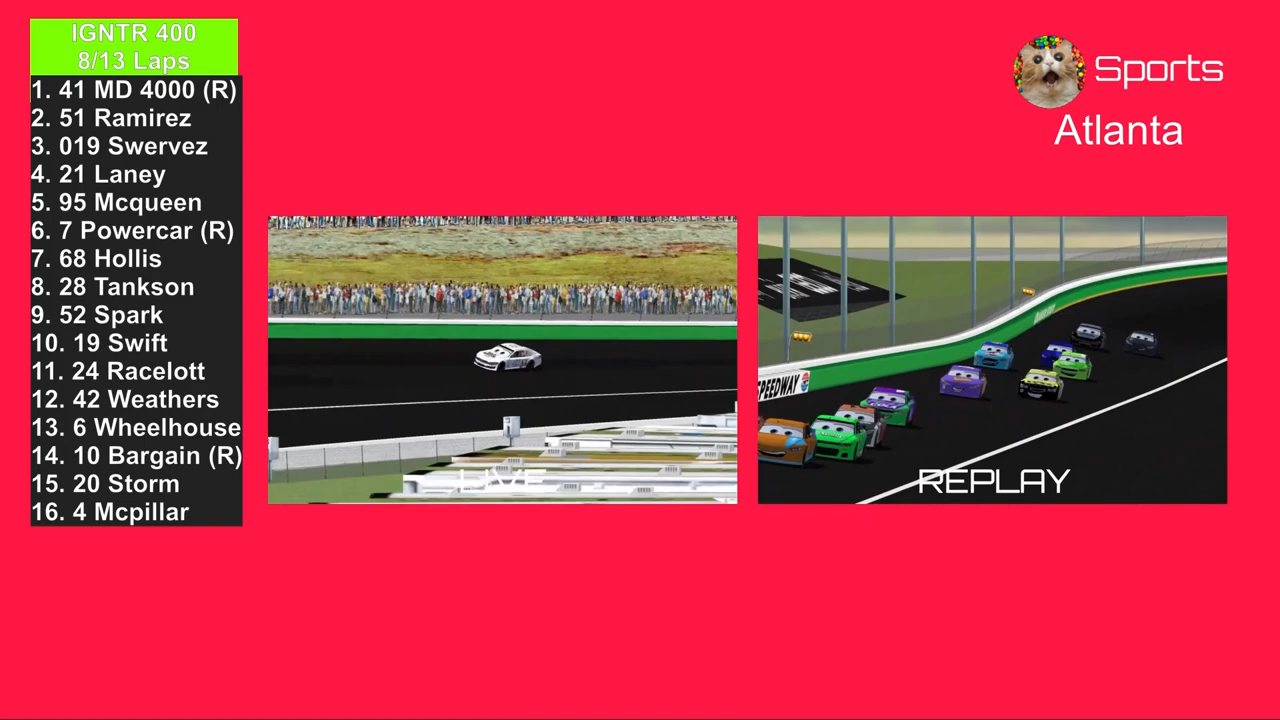 IGNTR 400
8/13 Laps
1. 41 MD 4000 (R)
2. 51 Ramirez
3. 019 Swervez
4. 21 Laney
5. 95 Mcqueen
6. 7 Powercar (R)
7. 68 Hollis
8. 28 Tankson
9. 52 Spark
10. 19 Swift
11. 24 Racelott
12. 42 Weathers
13. 6 Wheelhouse
14. 10 Bargain (R)
15. 20 Storm
16. 4 Mcpillar
Sports
Atlanta
LIVE
SPEEDWAY
REPLAY